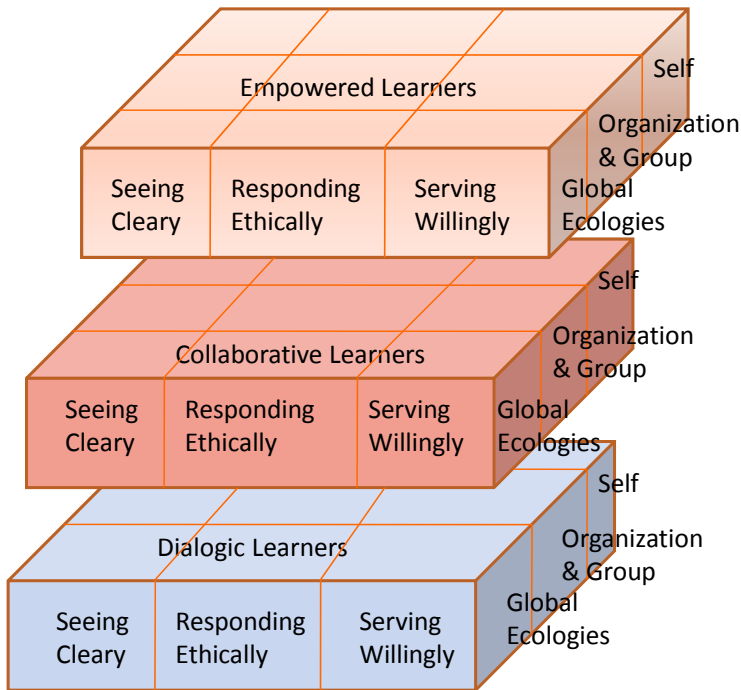 Self
Empowered Learners
Organization
& Group
Seeing
Cleary
Responding
Ethically
Serving
Willingly
Global
Ecologies
Self
Organization
& Group
Collaborative Learners
Seeing
Cleary
Responding
Ethically
Serving
Willingly
Global
Ecologies
Self
Organization
& Group
Dialogic Learners
Seeing
Cleary
Responding
Ethically
Serving
Willingly
Global
Ecologies